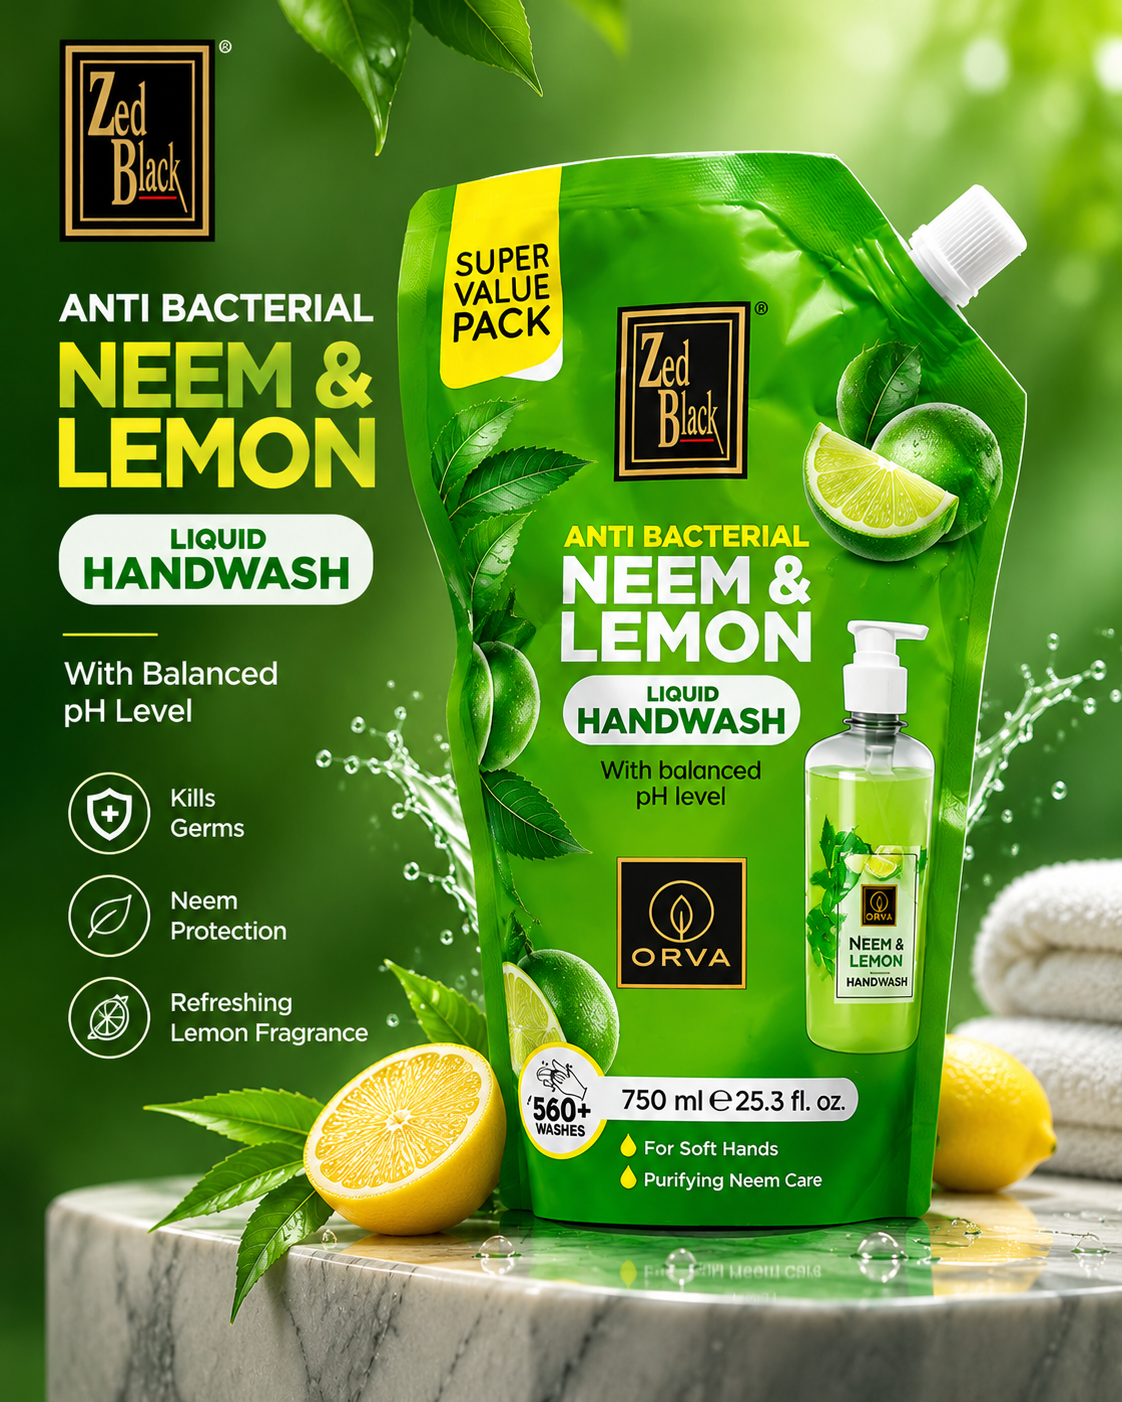 Zed
Black
®
ANTI BACTERIAL
NEEM &
LEMON
LIQUID
HANDWASH
With Balanced
pH Level
Kills
Germs
Neem
Protection
Refreshing
Lemon Fragrance
SUPER
VALUE
PACK
Zed
Black
®
ANTI BACTERIAL
NEEM &
LEMON
LIQUID
HANDWASH
With balanced
pH level
ORVA
ORVA
NEEM &
LEMON
HANDWASH
560+
WASHES
750 ml ℮ 25.3 fl. oz.
For Soft Hands
Purifying Neem Care